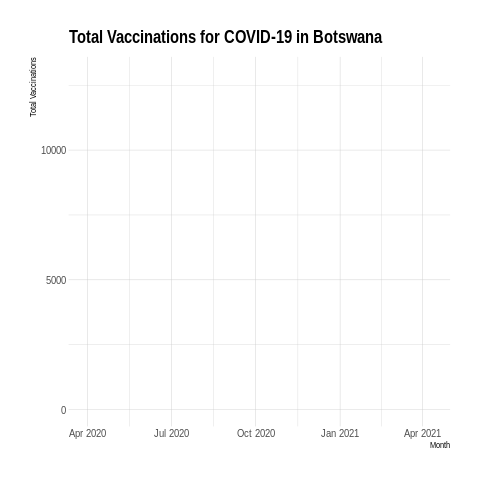 Total Vaccinations for COVID-19 in Botswana
Total Vaccinations
10000
5000
0
Apr 2020 Jul 2020 Oct 2020 Jan 2021 Apr 2021
Month